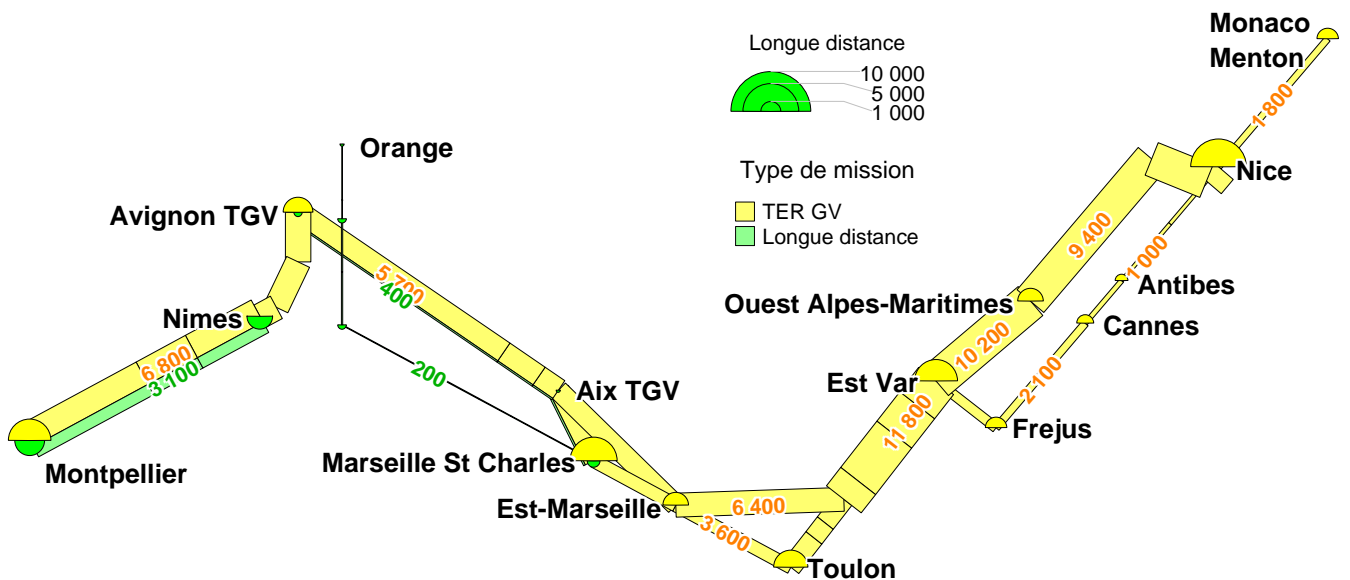 Monaco
Menton
Longue distance
10 000
5 000
1 000
1 800
Orange
Nice
Type de mission
TER GV
Longue distance
Avignon TGV
9 400
1 000
5 700
400
Antibes
Ouest Alpes-Maritimes
Nimes
Cannes
10 200
6 800
3 100
200
Est Var
2 100
Aix TGV
11 800
Frejus
Marseille St Charles
Montpellier
Est-Marseille
6 400
3 600
Toulon